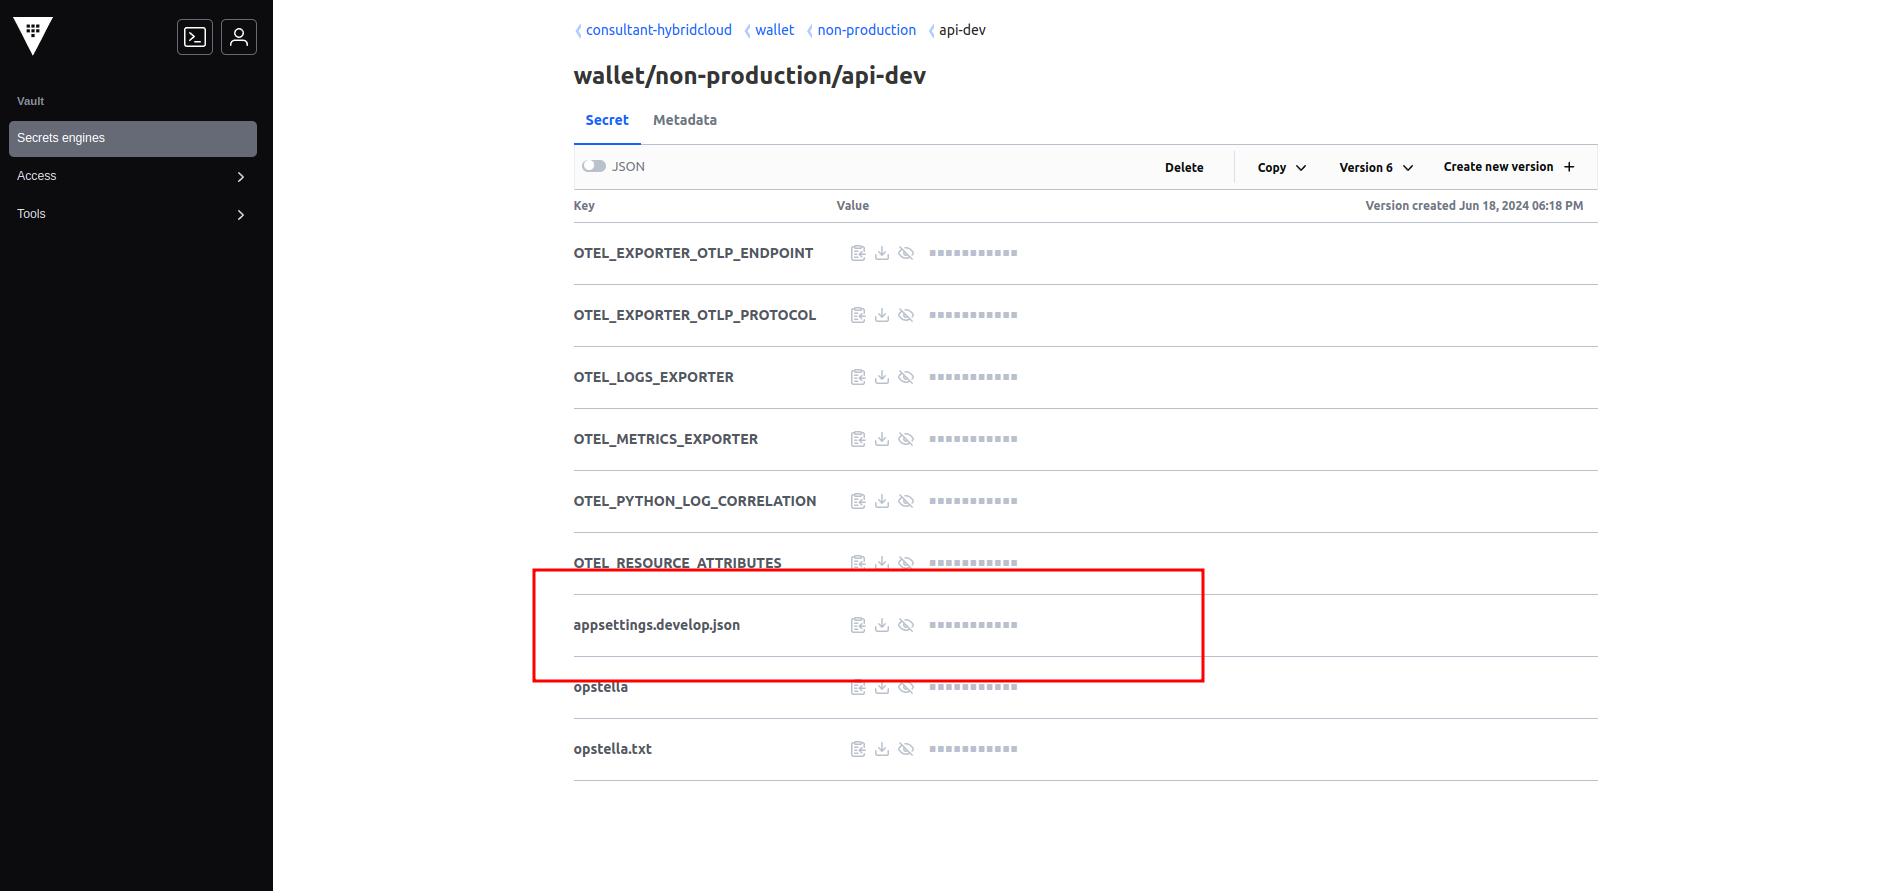 consultant-hybridcloud wallet non-production api-dev
wallet/non-production/api-dev
Vault
Secrets engines
Access
Tools
Secret Metadata
JSON Delete Copy Version 6 Create new version
Key Value Version created Jun 18, 2024 06:18 PM
OTEL_EXPORTER_OTLP_ENDPOINT
OTEL_EXPORTER_OTLP_PROTOCOL
OTEL_LOGS_EXPORTER
OTEL_METRICS_EXPORTER
OTEL_PYTHON_LOG_CORRELATION
OTEL_RESOURCE_ATTRIBUTES
appsettings.develop.json
opstella
opstella.txt